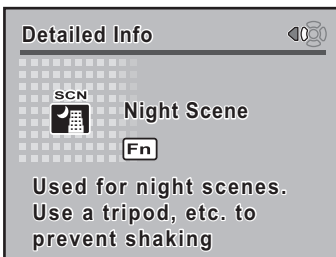 Detailed Info
SCN
Night Scene
Fn
Used for night scenes.
Use a tripod, etc. to
prevent shaking